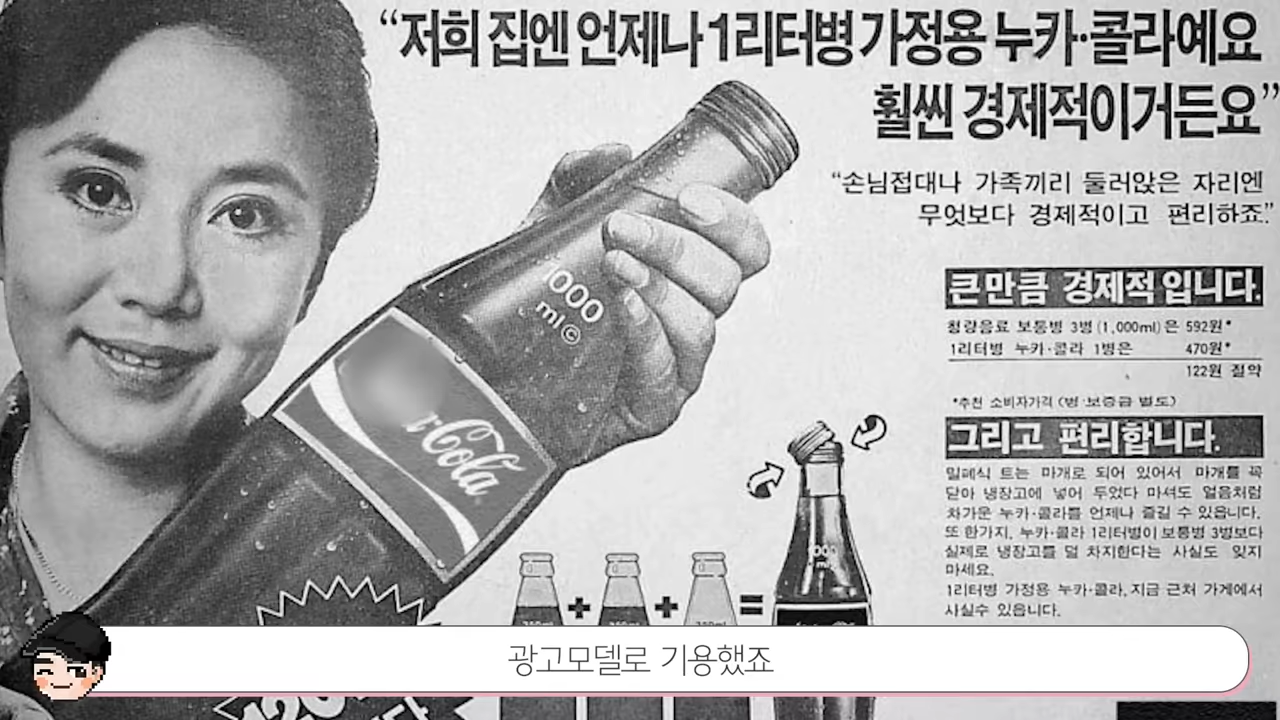 “저희 집엔 언제나 1리터병 가정용 누카·콜라예요
훨씬 경제적이거든요”
“손님접대나 가족끼리 둘러앉은 자리엔
무엇보다 경제적이고 편리하죠.”
1000
ml©
Cola
큰만큼 경제적입니다.
청량음료 보통병 3병 (1,000ml) 은 592원*
1리터병 누카·콜라 1병은 470원*
122원 절약
*추천 소비자가격 (병·보증금 별도)
그리고 편리합니다.
밀폐식 트는 마개로 되어 있어서 마개를 꼭
닫아 냉장고에 넣어 두었다 마셔도 얼음처럼
차가운 누카·콜라를 언제나 즐길 수 있읍니다.
또 한가지, 누카·콜라 1리터병이 보통병 3병보다
실제로 냉장고를 덜 차지한다는 사실도 잊지
마세요.
1리터병 가정용 누카·콜라, 지금 근처 가게에서
사실수 있읍니다.
+ + =
광고모델로 기용했죠